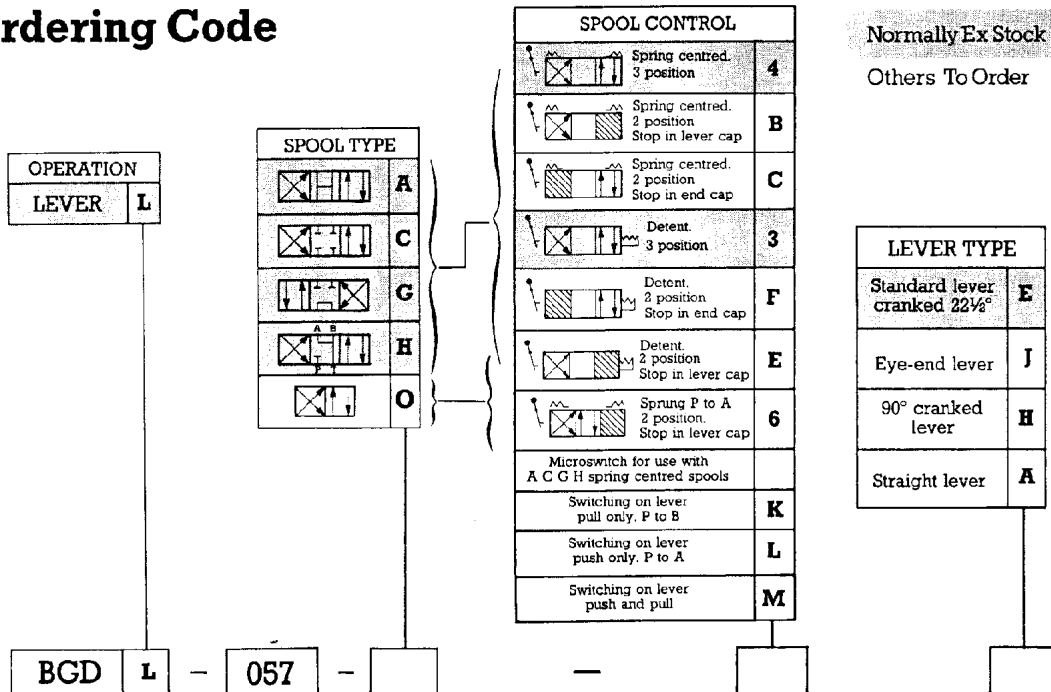 rdering Code
Normally Ex Stock
Others To Order
OPERATION
LEVER L
SPOOL TYPE
A
C
G
A B
H
O
SPOOL CONTROL
Spring centred.
3 position
4
Spring centred.
2 position
Stop in lever cap
B
Spring centred.
2 position
Stop in end cap
C
Detent.
3 position
3
Detent.
2 position
Stop in end cap
F
Detent.
2 position
Stop in lever cap
E
Sprung P to A
2 position.
Stop in lever cap
6
Microswitch for use with
A C G H spring centred spools
Switching on lever
pull only. P to B
K
Switching on lever
push only. P to A
L
Switching on lever
push and pull
M
LEVER TYPE
Standard lever
cranked 22½°
E
Eye-end lever J
90° cranked
lever
H
Straight lever A
BGD L – 057 – –